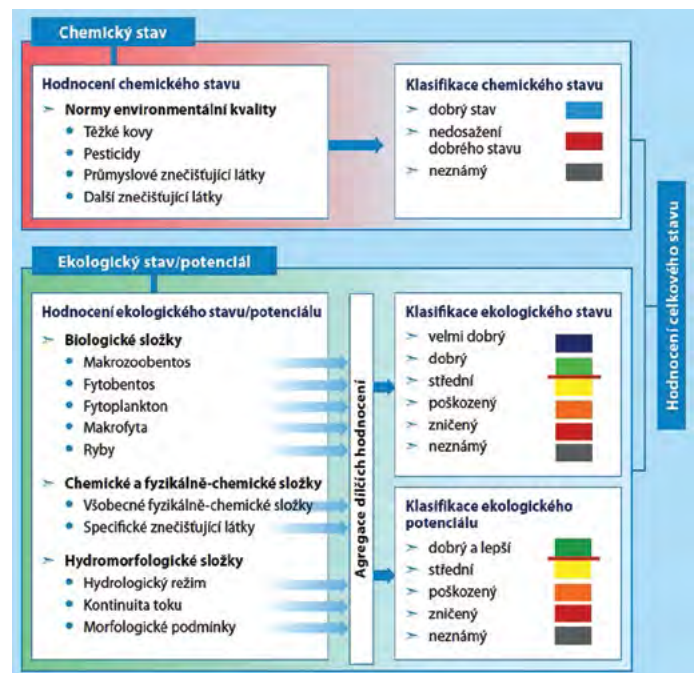 Chemický stav
Hodnocení chemického stavu
➢ Normy environmentální kvality
• Těžké kovy
• Pesticidy
• Průmyslové znečišťující látky
• Další znečišťující látky
Klasifikace chemického stavu
➢ dobrý stav
➢ nedosažení
dobrého stavu
➢ neznámý
Ekologický stav/potenciál
Hodnocení ekologického stavu/potenciálu
➢ Biologické složky
• Makrozoobentos
• Fytobentos
• Fytoplankton
• Makrofyta
• Ryby
➢ Chemické a fyzikálně-chemické složky
• Všobecné fyzikálně-chemické složky
• Specifické znečišťující látky
➢ Hydromorfologické složky
• Hydrologický režim
• Kontinuita toku
• Morfologické podmínky
Agregace dílčích hodnocení
Klasifikace ekologického stavu
➢ velmi dobrý
➢ dobrý
➢ střední
➢ poškozený
➢ zničený
➢ neznámý
Klasifikace ekologického
potenciálu
➢ dobrý a lepší
➢ střední
➢ poškozený
➢ zničený
➢ neznámý
Hodnocení celkového stavu